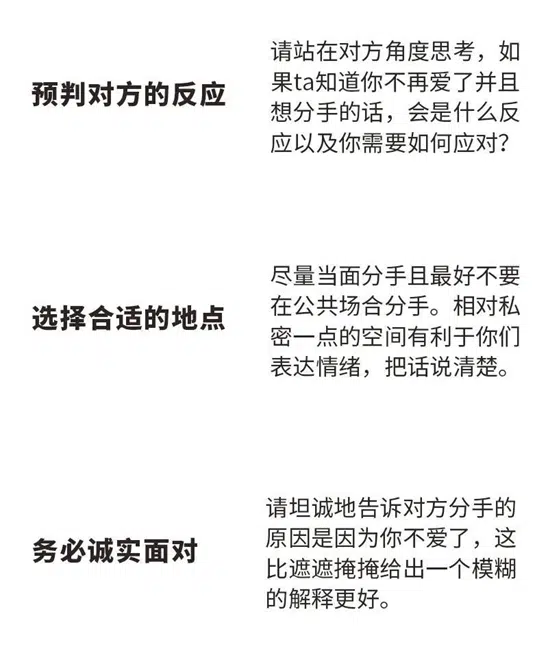 预判对方的反应
请站在对方角度思考，如
果ta知道你不再爱了并且
想分手的话，会是什么反
应以及你需要如何应对？
选择合适的地点
尽量当面分手且最好不要
在公共场合分手。相对私
密一点的空间有利于你们
表达情绪，把话说清楚。
务必诚实面对
请坦诚地告诉对方分手的
原因是因为你不爱了，这
比遮遮掩掩给出一个模糊
的解释更好。